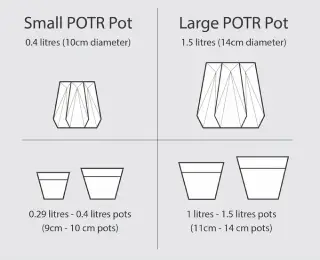 Small POTR Pot
0.4 litres (10cm diameter)
Large POTR Pot
1.5 litres (14cm diameter)
0.29 litres - 0.4 litres pots
(9cm - 10 cm pots)
1 litres - 1.5 litres pots
(11cm - 14 cm pots)